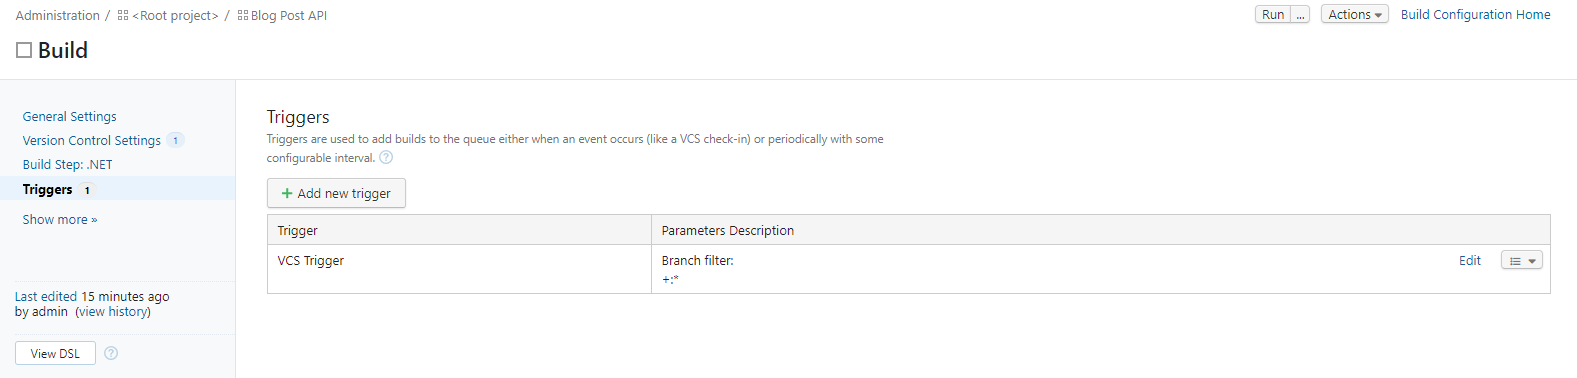 Administration / <Root project> / Blog Post API
Run ... Actions Build Configuration Home
Build
General Settings
Version Control Settings 1
Build Step: .NET
Triggers 1
Show more »
Last edited 15 minutes ago
by admin (view history)
View DSL ?
Triggers
Triggers are used to add builds to the queue either when an event occurs (like a VCS check-in) or periodically with some
configurable interval. ?
+ Add new trigger
Trigger Parameters Description
VCS Trigger Branch filter: Edit
+:*